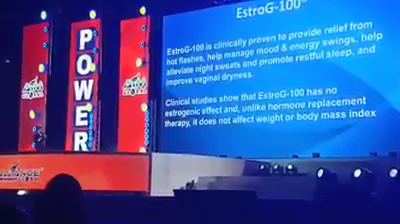 EstroG-100®
EstroG-100 is clinically proven to provide relief from
hot flashes, help manage mood & energy swings, help
alleviate night sweats and promote restful sleep, and
improve vaginal dryness.
Clinical studies show that EstroG-100 has no
estrogenic effect and, unlike hormone replacement
therapy, it does not affect weight or body mass index
POWER